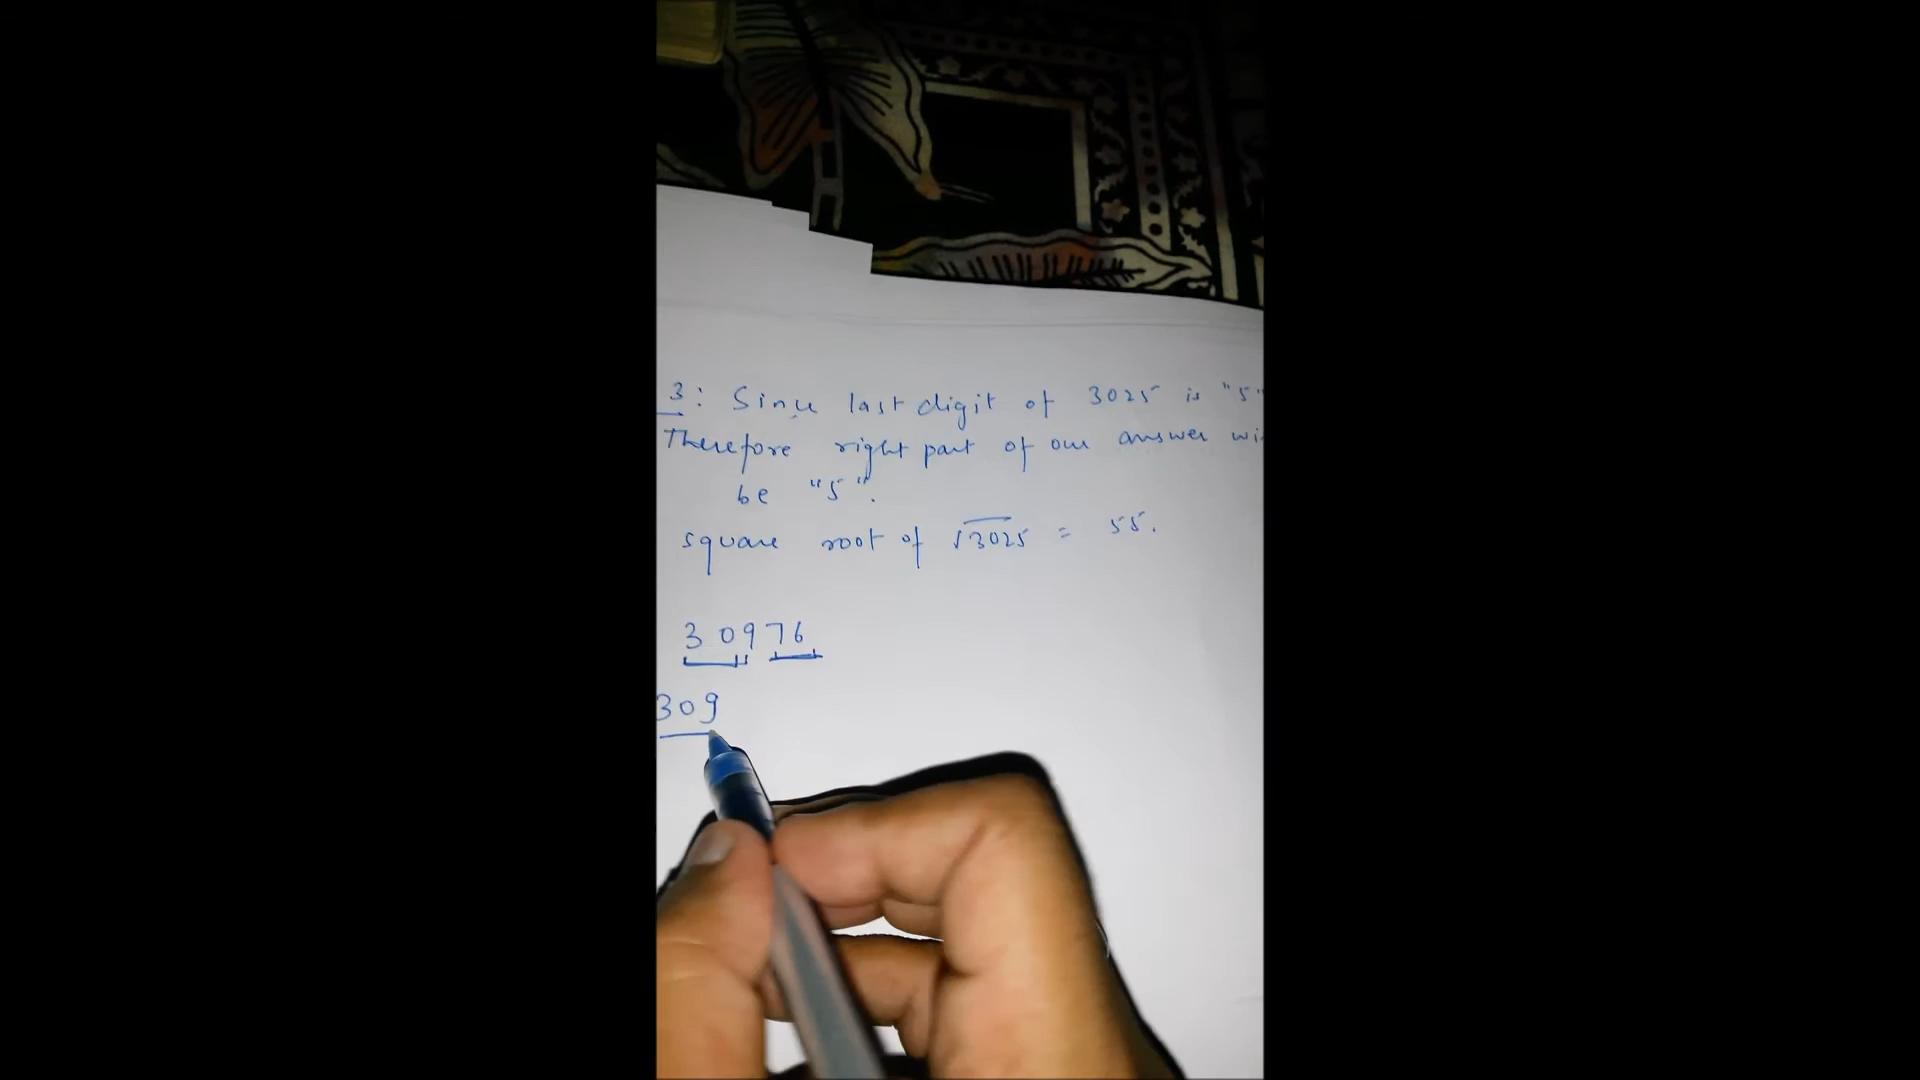 3: Since last digit of 3025 is "5"
Therefore right part of our answer wi
be "5".
square root of √3025 = 55.
30976
309